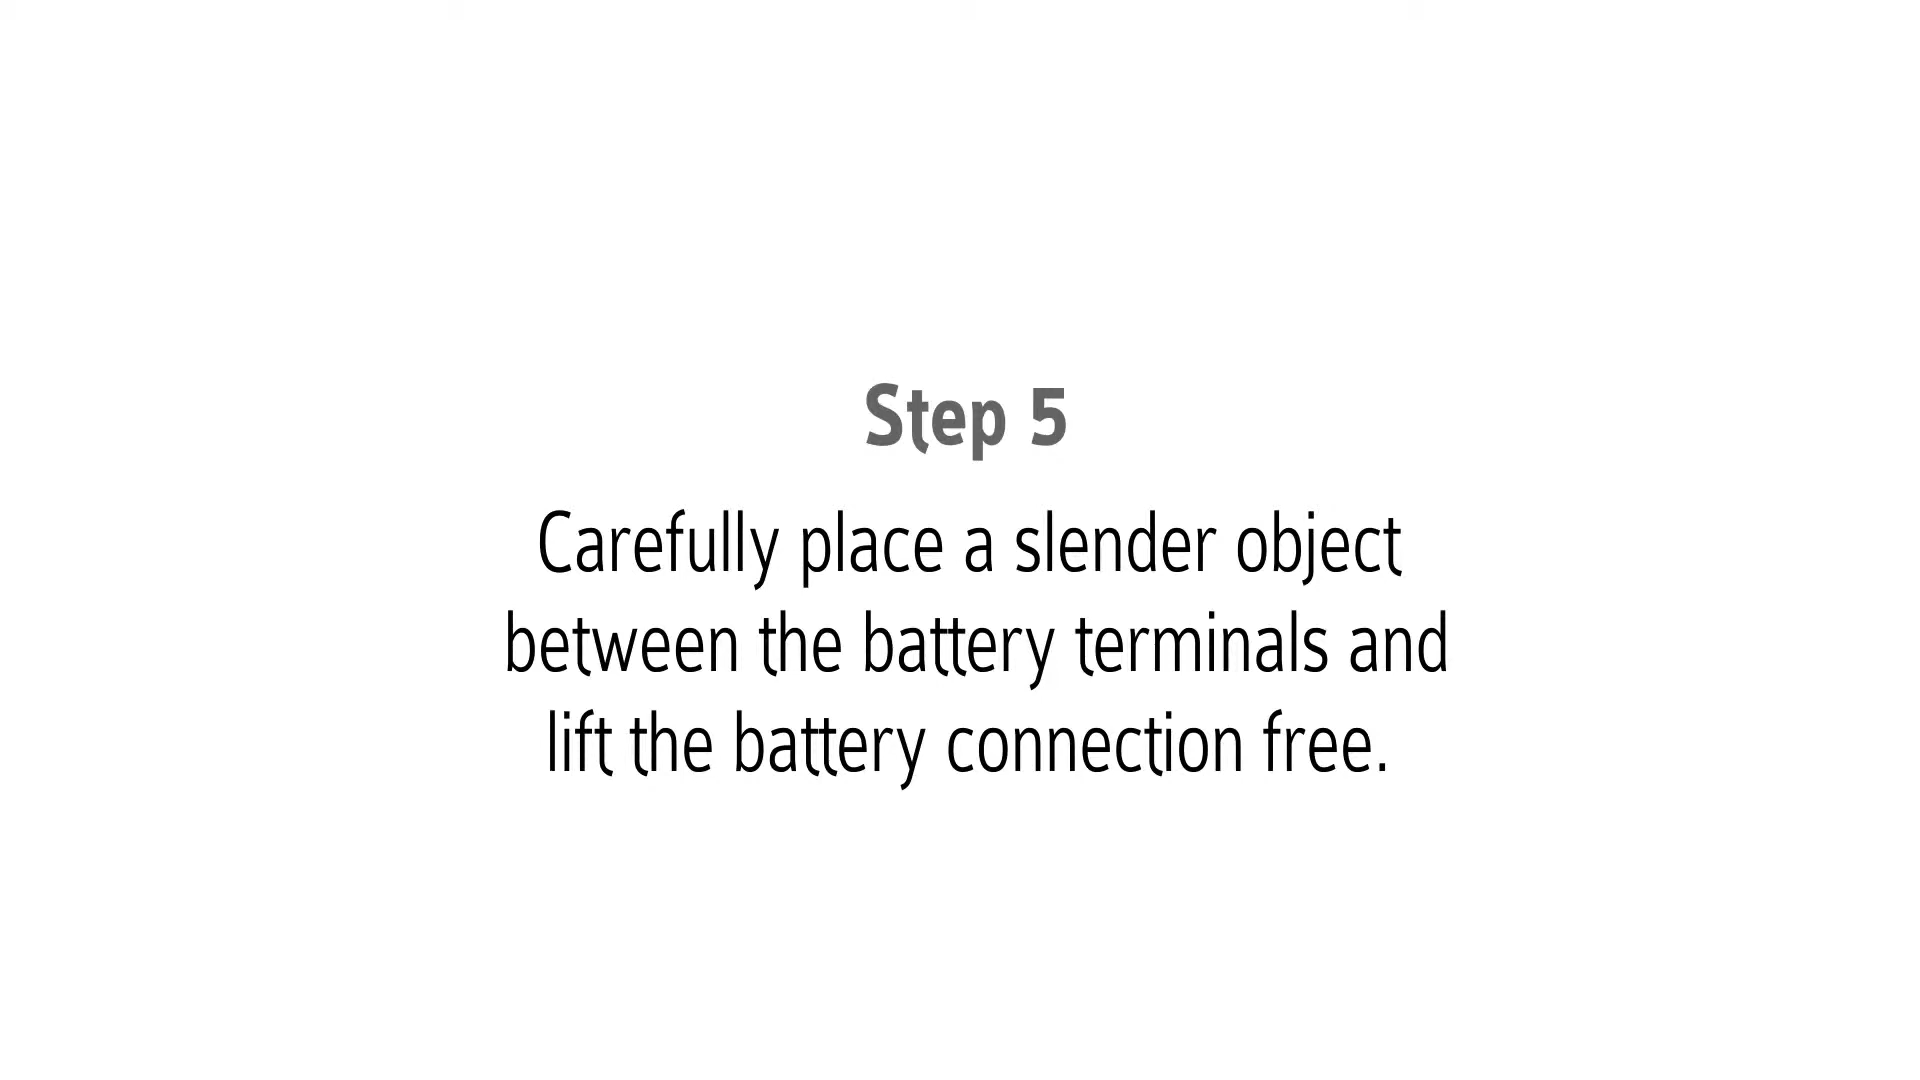 Step 5
Carefully place a slender object
between the battery terminals and
lift the battery connection free.